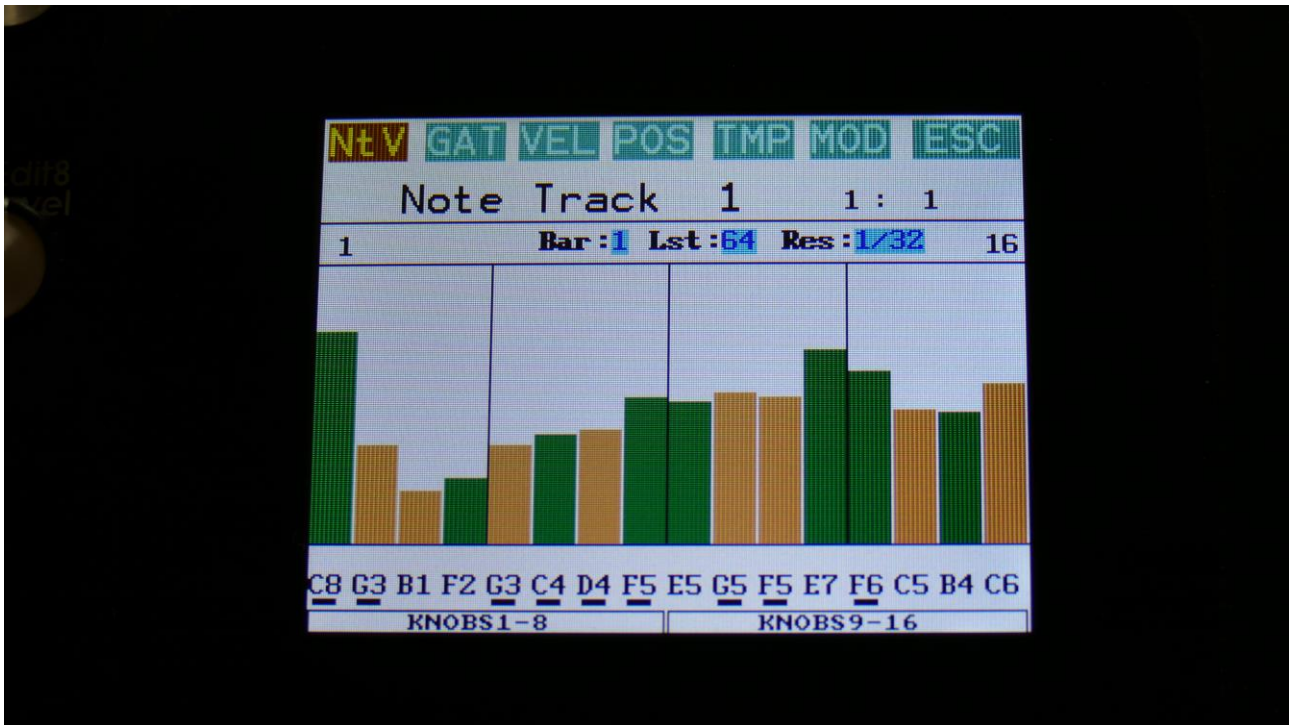 NtV GAT VEL POS TMP MOD ESC
Note Track 1 1 : 1
1 Bar :1 Lst :64 Res :1/32 16
C8 G3 B1 F2 G3 C4 D4 F5 E5 G5 F5 E7 F6 C5 B4 C6
KNOBS1-8 KNOBS9-16